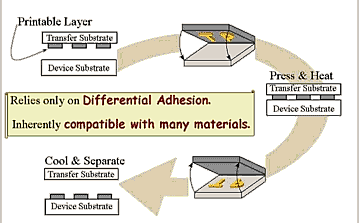 Printable Layer
Transfer Substrate
Device Substrate
Press & Heat
Transfer Substrate
Device Substrate
Relies only on Differential Adhesion.
Inherently compatible with many materials.
Cool & Separate
Transfer Substrate
Device Substrate